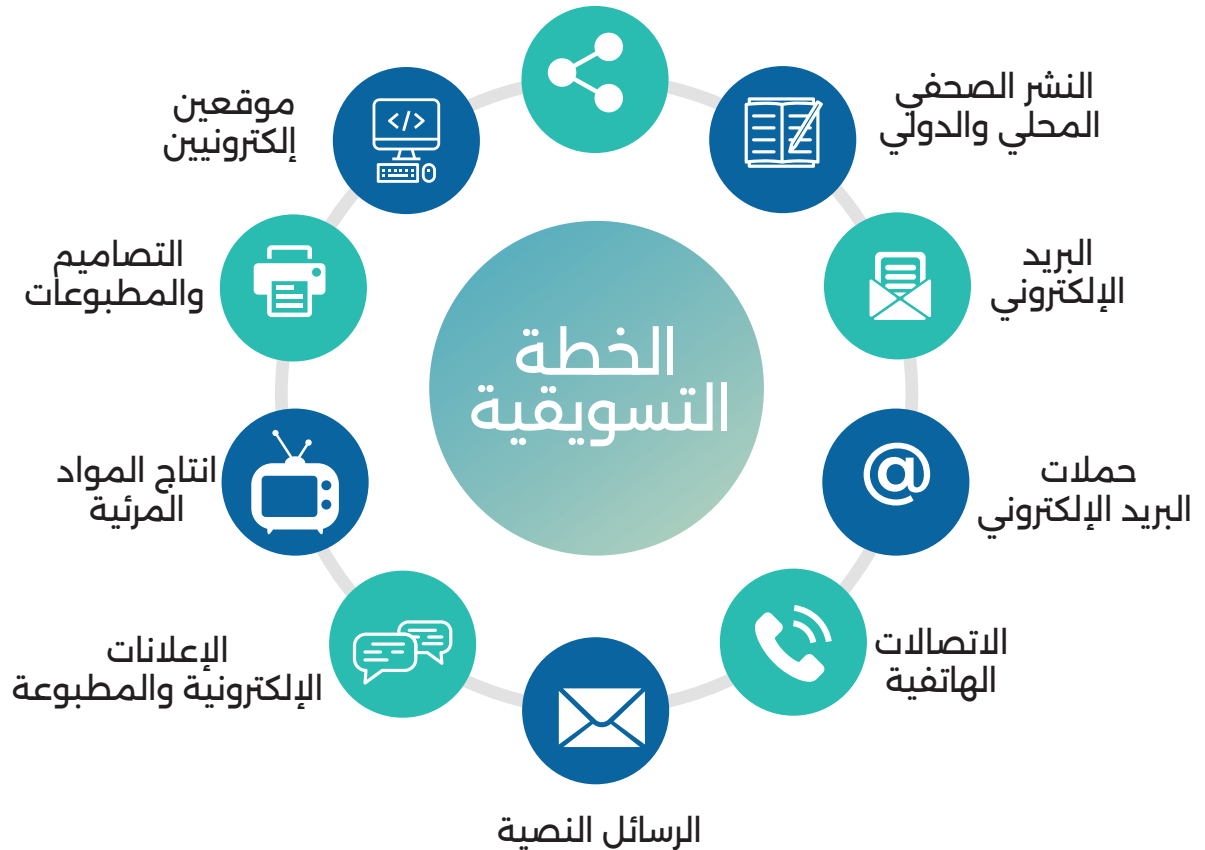 الخطة
التسويقية
النشر الصحفي
المحلي والدولي
البريد
الإلكتروني
حملات
البريد الإلكتروني
الاتصالات
الهاتفية
الرسائل النصية
الإعلانات
الإلكترونية والمطبوعة
انتاج المواد
المرئية
التصاميم
والمطبوعات
موقعين
إلكترونيين